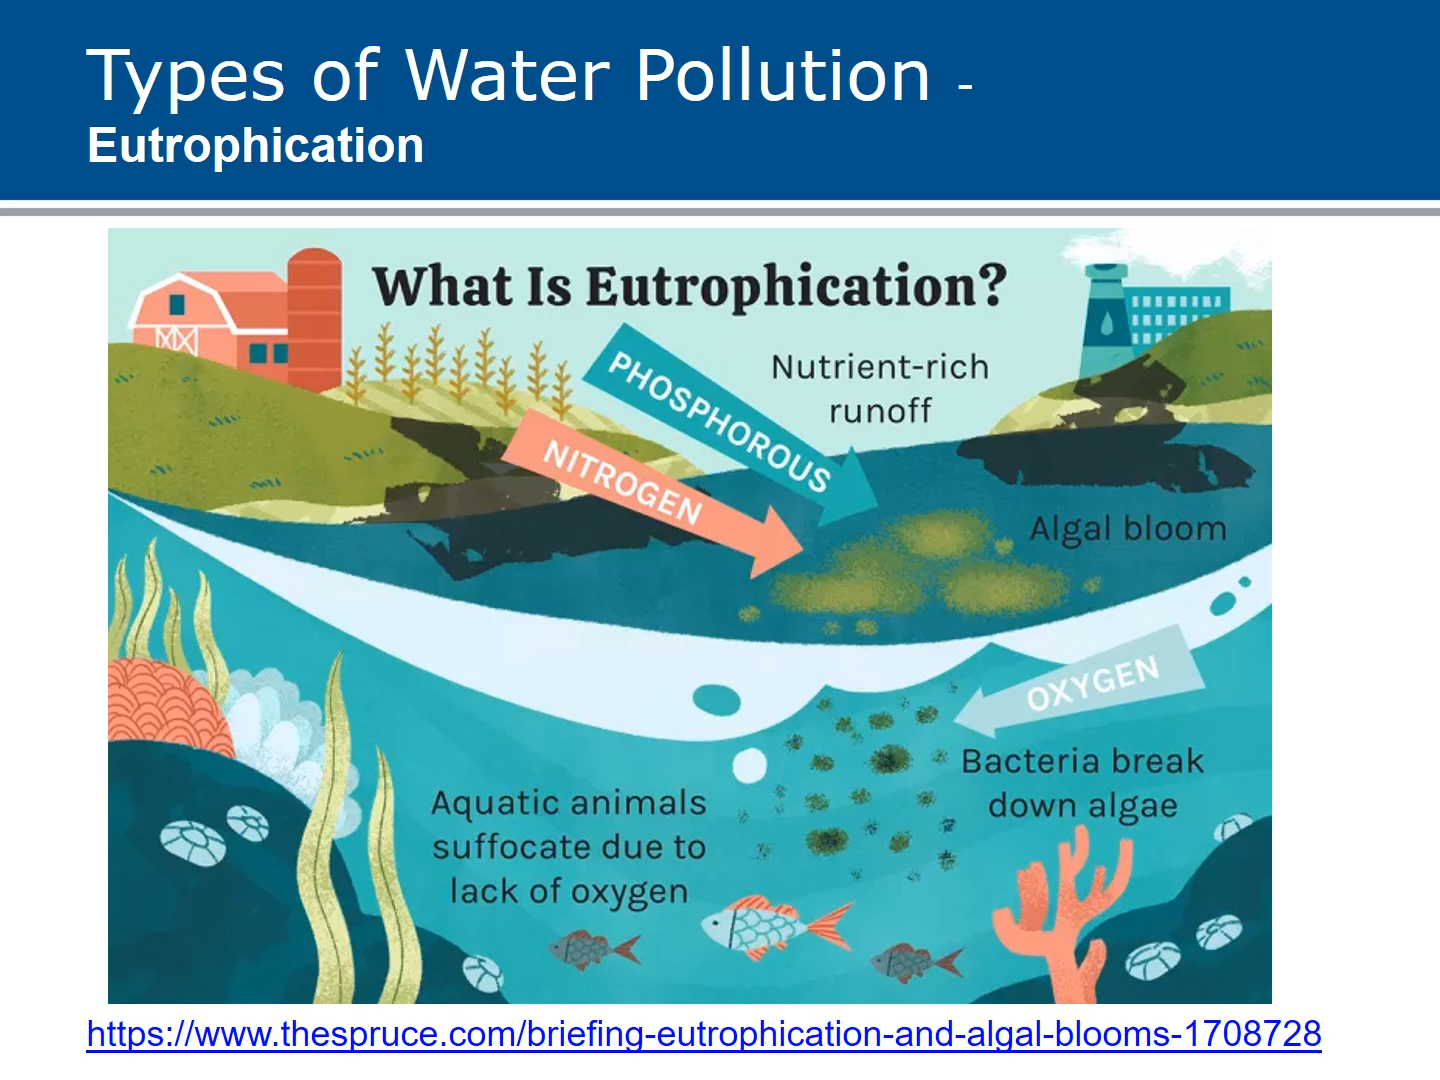 Types of Water Pollution -
Eutrophication
What Is Eutrophication?
PHOSPHOROUS
Nutrient-rich
runoff
NITROGEN
Algal bloom
OXYGEN
Bacteria break
down algae
Aquatic animals
suffocate due to
lack of oxygen
https://www.thespruce.com/briefing-eutrophication-and-algal-blooms-1708728